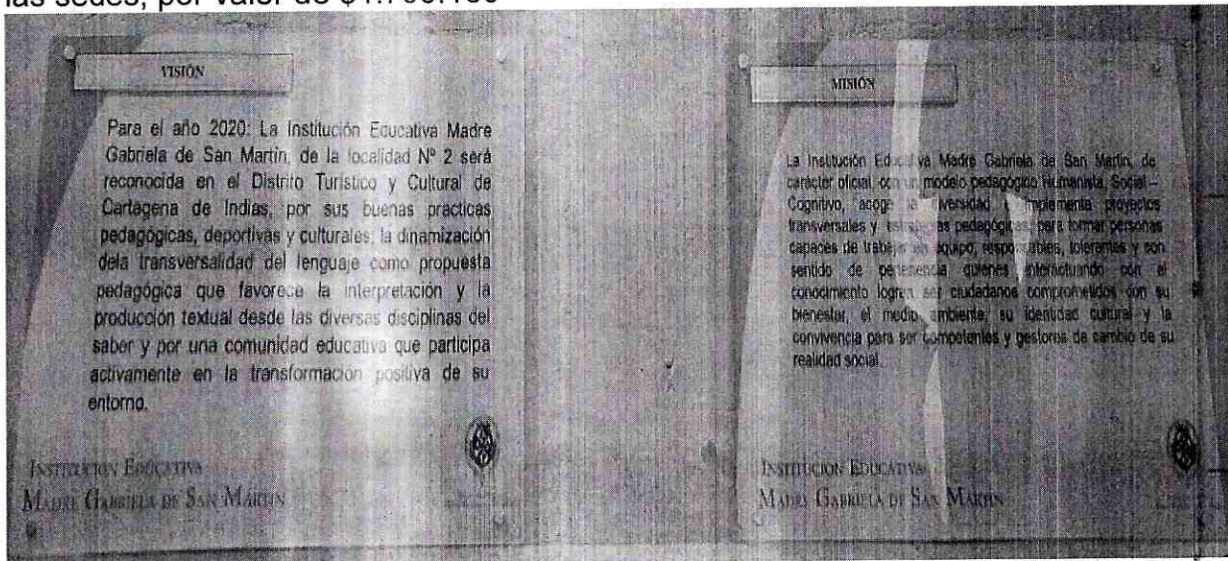 las sedes, por valor de
VISIÓN
Para el año 2020: La Institución Educativa Madre
Gabriela de San Martín, de la localidad Nº 2 será
reconocida en el Distrito Turístico y Cultural de
Cartagena de Indias, por sus buenas practicas
pedagógicas, deportivas y culturales, la dinamización
dela transversalidad del lenguaje como propuesta
pedagógica que favorece la interpretación y la
producción textual desde las diversas disciplinas del
saber y por una comunidad educativa que participa
activamente en la transformación positiva de su
entorno.
INSTITUCION EDUCATIVA
MADRE GABRIELA DE SAN MARTIN
MISIÓN
La Institución Educativa Madre Gabriela de San Martín, de
carácter oficial, con un modelo pedagógico Humanista, Social –
Cognitivo, acoge la diversidad e implementa proyectos
transversales y estrategias pedagógicas, para formar personas
capaces de trabajar en equipo, responsables, tolerantes y con
sentido de pertenencia quienes interactuando con el
conocimiento logren ser ciudadanos comprometidos con su
bienestar, el medio ambiente, su identidad cultural y la
convivencia para ser competentes y gestores de cambio de su
realidad social.
INSTITUCION EDUCATIVA
MADRE GABRIELA DE SAN MARTIN